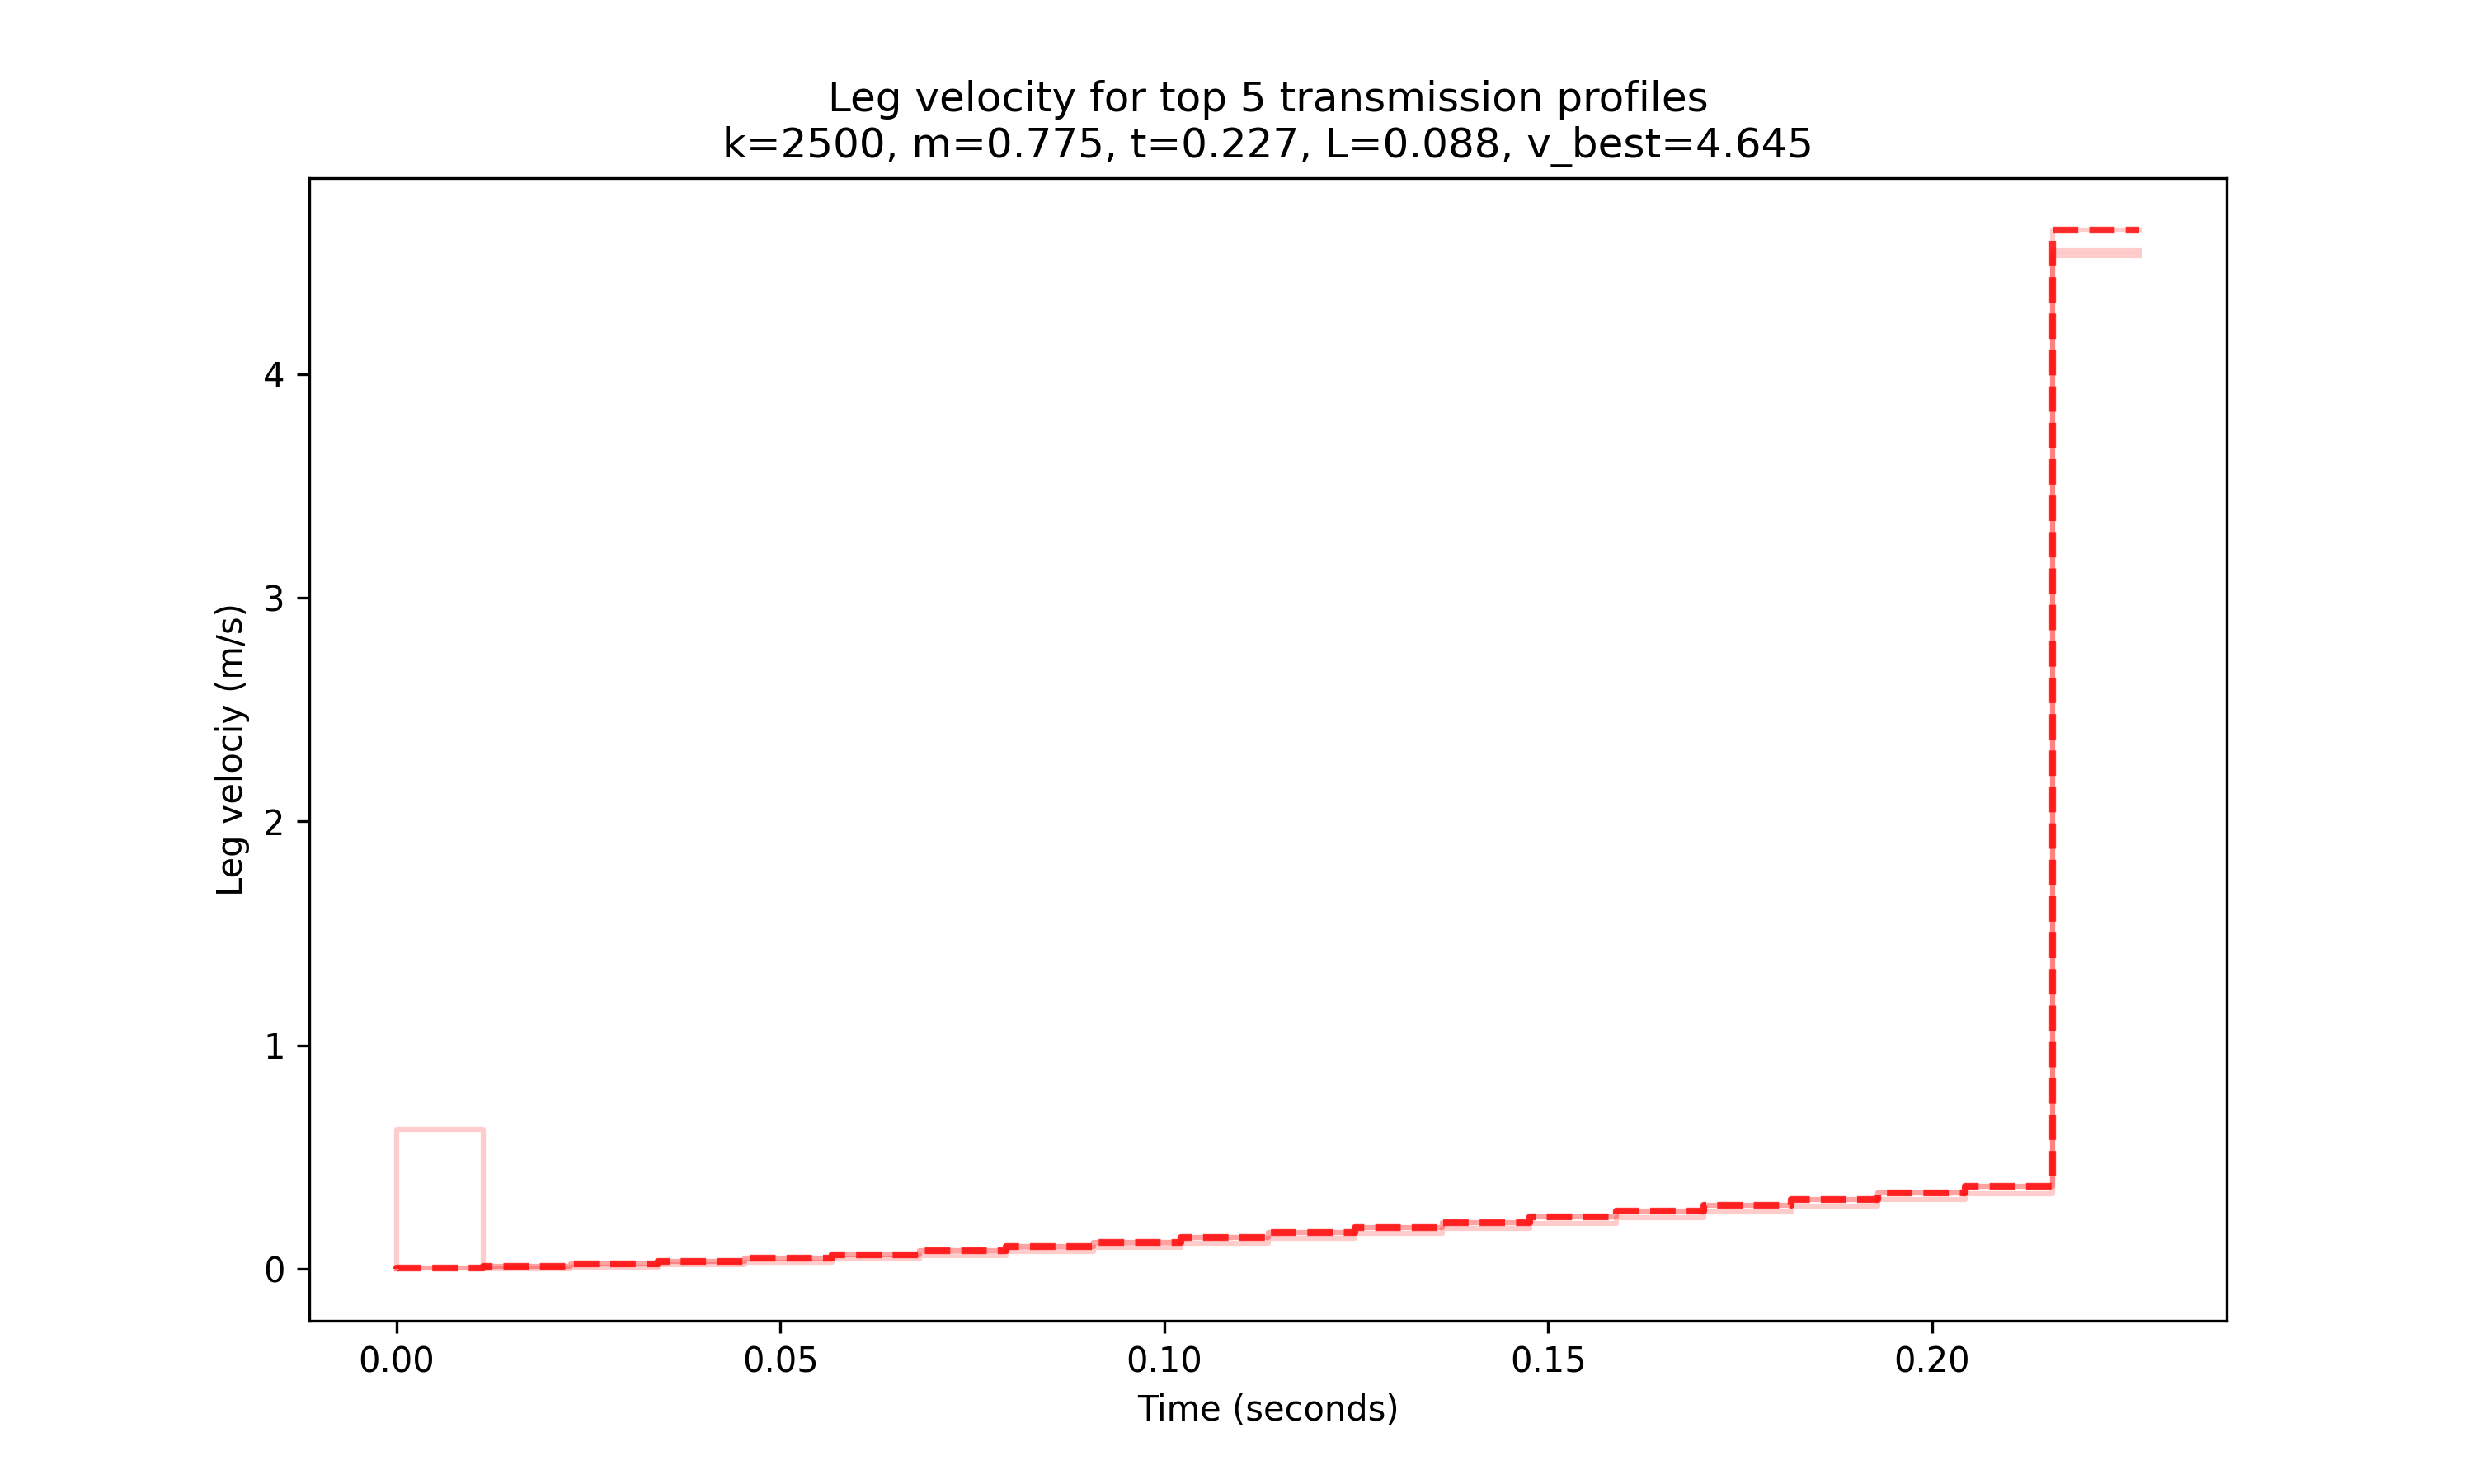 Leg velocity for top 5 transmission profiles
k=2500, m=0.775, t=0.227, L=0.088, v_best=4.645
Leg velociy (m/s)
4
3
2
1
0
0.00 0.05 0.10 0.15 0.20
Time (seconds)